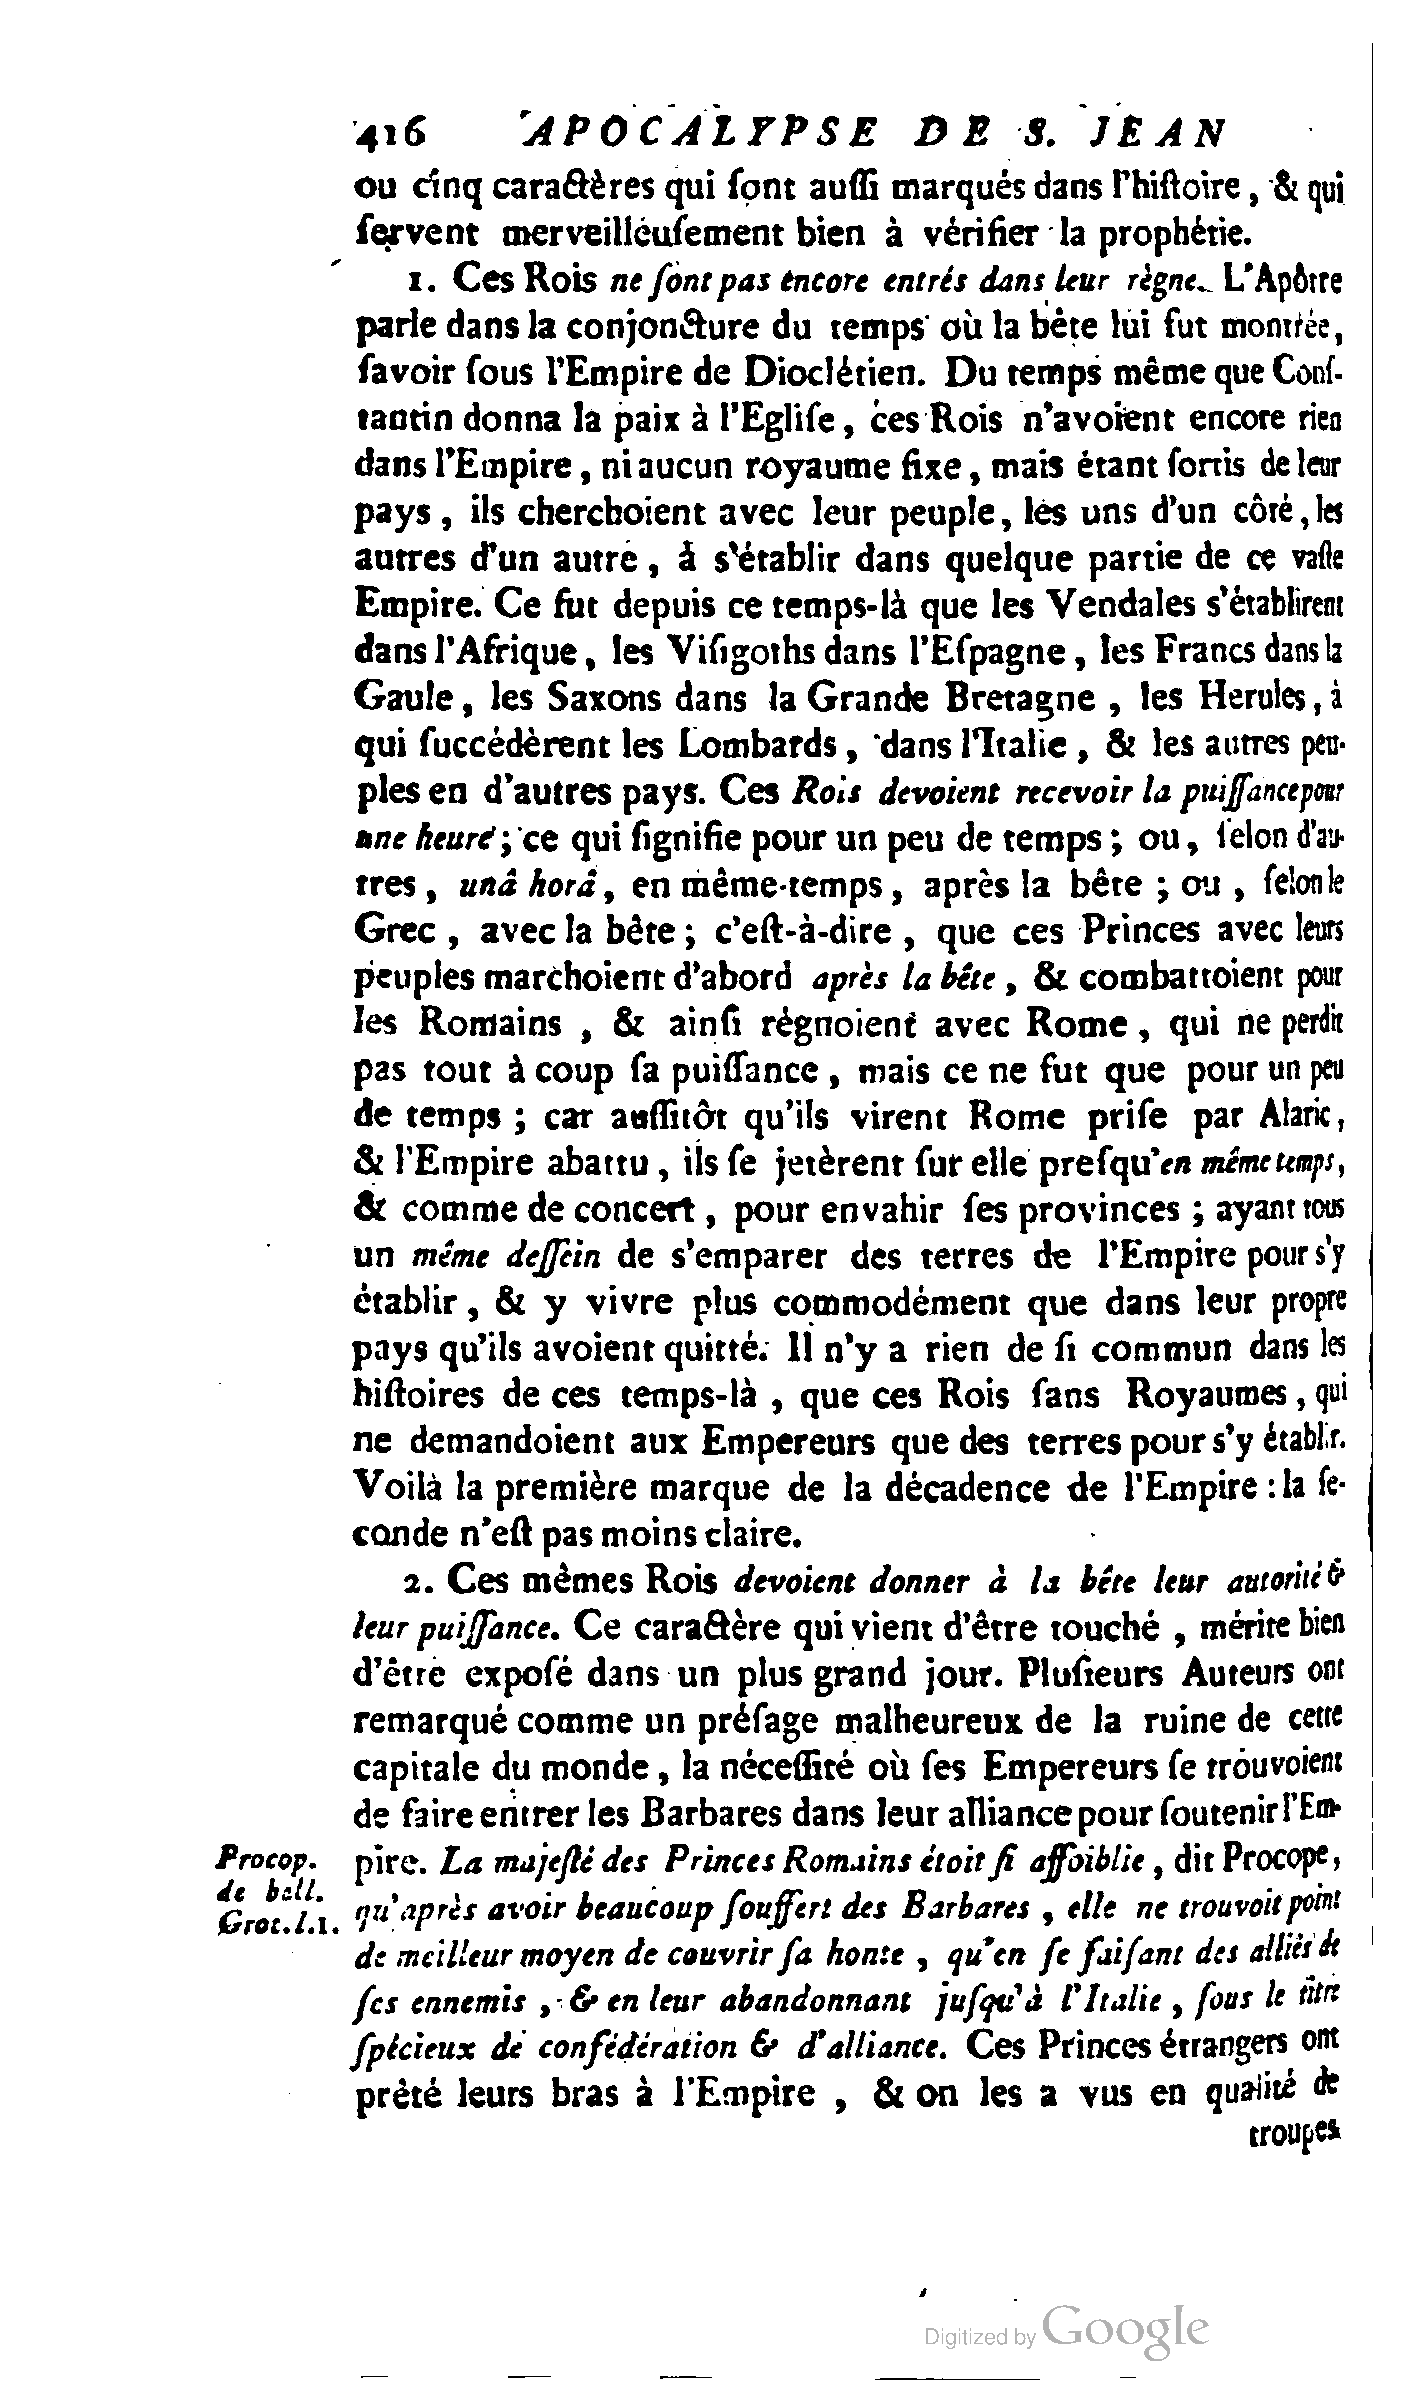 416 APOCALYPSE DE S. JEAN
ou cinq caractères qui ſont auſſi marqués dans l'hiſtoire, & qui
ſervent merveilleuſement bien à vérifier la prophétie.
1. Ces Rois ne ſont pas encore entrés dans leur règne. L'Apôtre
parle dans la conjoncture du temps où la bête lui fut montrée,
ſavoir ſous l'Empire de Dioclétien. Du temps même que Conſ-
tantin donna la paix à l'Egliſe, ces Rois n'avoient encore rien
dans l'Empire, ni aucun royaume fixe, mais étant ſortis de leur
pays, ils cherchoient avec leur peuple, les uns d'un côté, les
autres d'un autre, à s'établir dans quelque partie de ce vaſte
Empire. Ce fut depuis ce temps-là que les Vendales s'établirent
dans l'Afrique, les Viſigoths dans l'Eſpagne, les Francs dans la
Gaule, les Saxons dans la Grande Bretagne, les Herules, à
qui ſuccédèrent les Lombards, dans l'Italie, & les autres peu-
ples en d'autres pays. Ces Rois devoient recevoir la puiſſance pour
une heure; ce qui ſignifie pour un peu de temps; ou, ſelon d'au-
tres, unâ horâ, en même-temps, après la bête; ou, ſelon le
Grec, avec la bête; c'eſt-à-dire, que ces Princes avec leurs
peuples marchoient d'abord après la bête, & combattoient pour
les Romains, & ainſi régnoient avec Rome, qui ne perdit
pas tout à coup ſa puiſſance, mais ce ne fut que pour un peu
de temps; car auſſitôt qu'ils virent Rome priſe par Alaric,
& l'Empire abattu, ils ſe jetèrent ſur elle preſqu'en même temps,
& comme de concert, pour envahir ſes provinces; ayant tous
un même deſſein de s'emparer des terres de l'Empire pour s'y
établir, & y vivre plus commodément que dans leur propre
pays qu'ils avoient quitté. Il n'y a rien de ſi commun dans les
hiſtoires de ces temps-là, que ces Rois ſans Royaumes, qui
ne demandoient aux Empereurs que des terres pour s'y établir.
Voilà la première marque de la décadence de l'Empire: la ſe-
conde n'eſt pas moins claire.
2. Ces mêmes Rois devoient donner à la bête leur autorité &
leur puiſſance. Ce caractère qui vient d'être touché, mérite bien
d'être expoſé dans un plus grand jour. Pluſieurs Auteurs ont
remarqué comme un préſage malheureux de la ruine de cette
capitale du monde, la néceſſité où ſes Empereurs ſe trouvoient
de faire entrer les Barbares dans leur alliance pour ſoutenir l'Em-
pire. La majeſté des Princes Romains étoit ſi affoiblie, dit Procope,
qu'après avoir beaucoup ſouffert des Barbares, elle ne trouvoit point
de meilleur moyen de couvrir ſa honte, qu'en ſe faiſant des alliés de
ſes ennemis, & en leur abandonnant juſqu'à l'Italie, ſous le titre
ſpécieux de confédération & d'alliance. Ces Princes étrangers ont
prêté leurs bras à l'Empire, & on les a vus en qualité de
troupes
Procop.
de bell.
Grot. l.1.
Digitized by Google